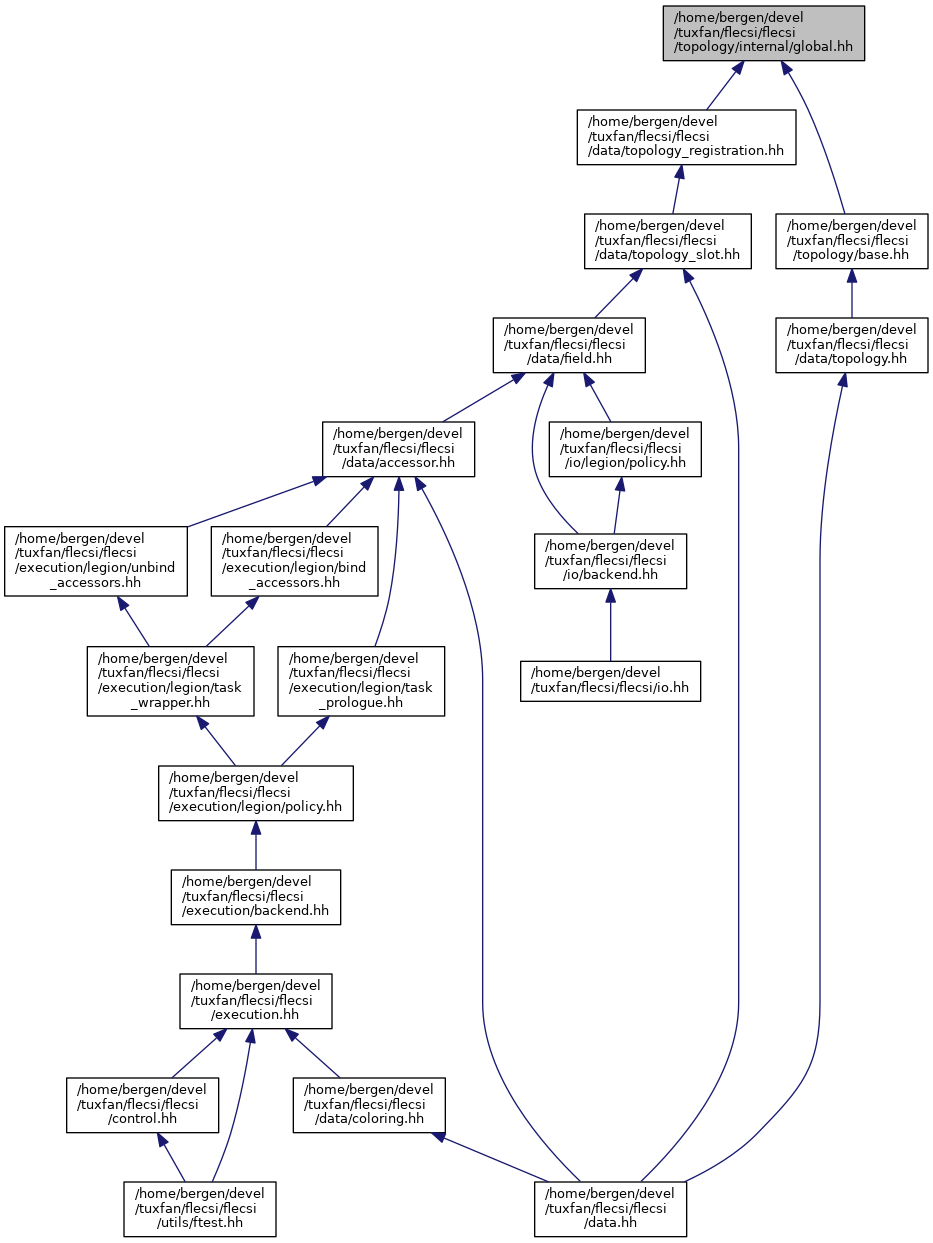 /home/bergen/devel
/tuxfan/flecsi/flecsi
/topology/internal/global.hh
/home/bergen/devel
/tuxfan/flecsi/flecsi
/data/topology_registration.hh
/home/bergen/devel
/tuxfan/flecsi/flecsi
/data/topology_slot.hh
/home/bergen/devel
/tuxfan/flecsi/flecsi
/topology/base.hh
/home/bergen/devel
/tuxfan/flecsi/flecsi
/data/field.hh
/home/bergen/devel
/tuxfan/flecsi/flecsi
/data/topology.hh
/home/bergen/devel
/tuxfan/flecsi/flecsi
/data/accessor.hh
/home/bergen/devel
/tuxfan/flecsi/flecsi
/io/legion/policy.hh
/home/bergen/devel
/tuxfan/flecsi/flecsi
/execution/legion/unbind
_accessors.hh
/home/bergen/devel
/tuxfan/flecsi/flecsi
/execution/legion/bind
_accessors.hh
/home/bergen/devel
/tuxfan/flecsi/flecsi
/io/backend.hh
/home/bergen/devel
/tuxfan/flecsi/flecsi
/execution/legion/task
_wrapper.hh
/home/bergen/devel
/tuxfan/flecsi/flecsi
/execution/legion/task
_prologue.hh
/home/bergen/devel
/tuxfan/flecsi/flecsi/io.hh
/home/bergen/devel
/tuxfan/flecsi/flecsi
/execution/legion/policy.hh
/home/bergen/devel
/tuxfan/flecsi/flecsi
/execution/backend.hh
/home/bergen/devel
/tuxfan/flecsi/flecsi
/execution.hh
/home/bergen/devel
/tuxfan/flecsi/flecsi
/control.hh
/home/bergen/devel
/tuxfan/flecsi/flecsi
/data/coloring.hh
/home/bergen/devel
/tuxfan/flecsi/flecsi
/utils/ftest.hh
/home/bergen/devel
/tuxfan/flecsi/flecsi
/data.hh